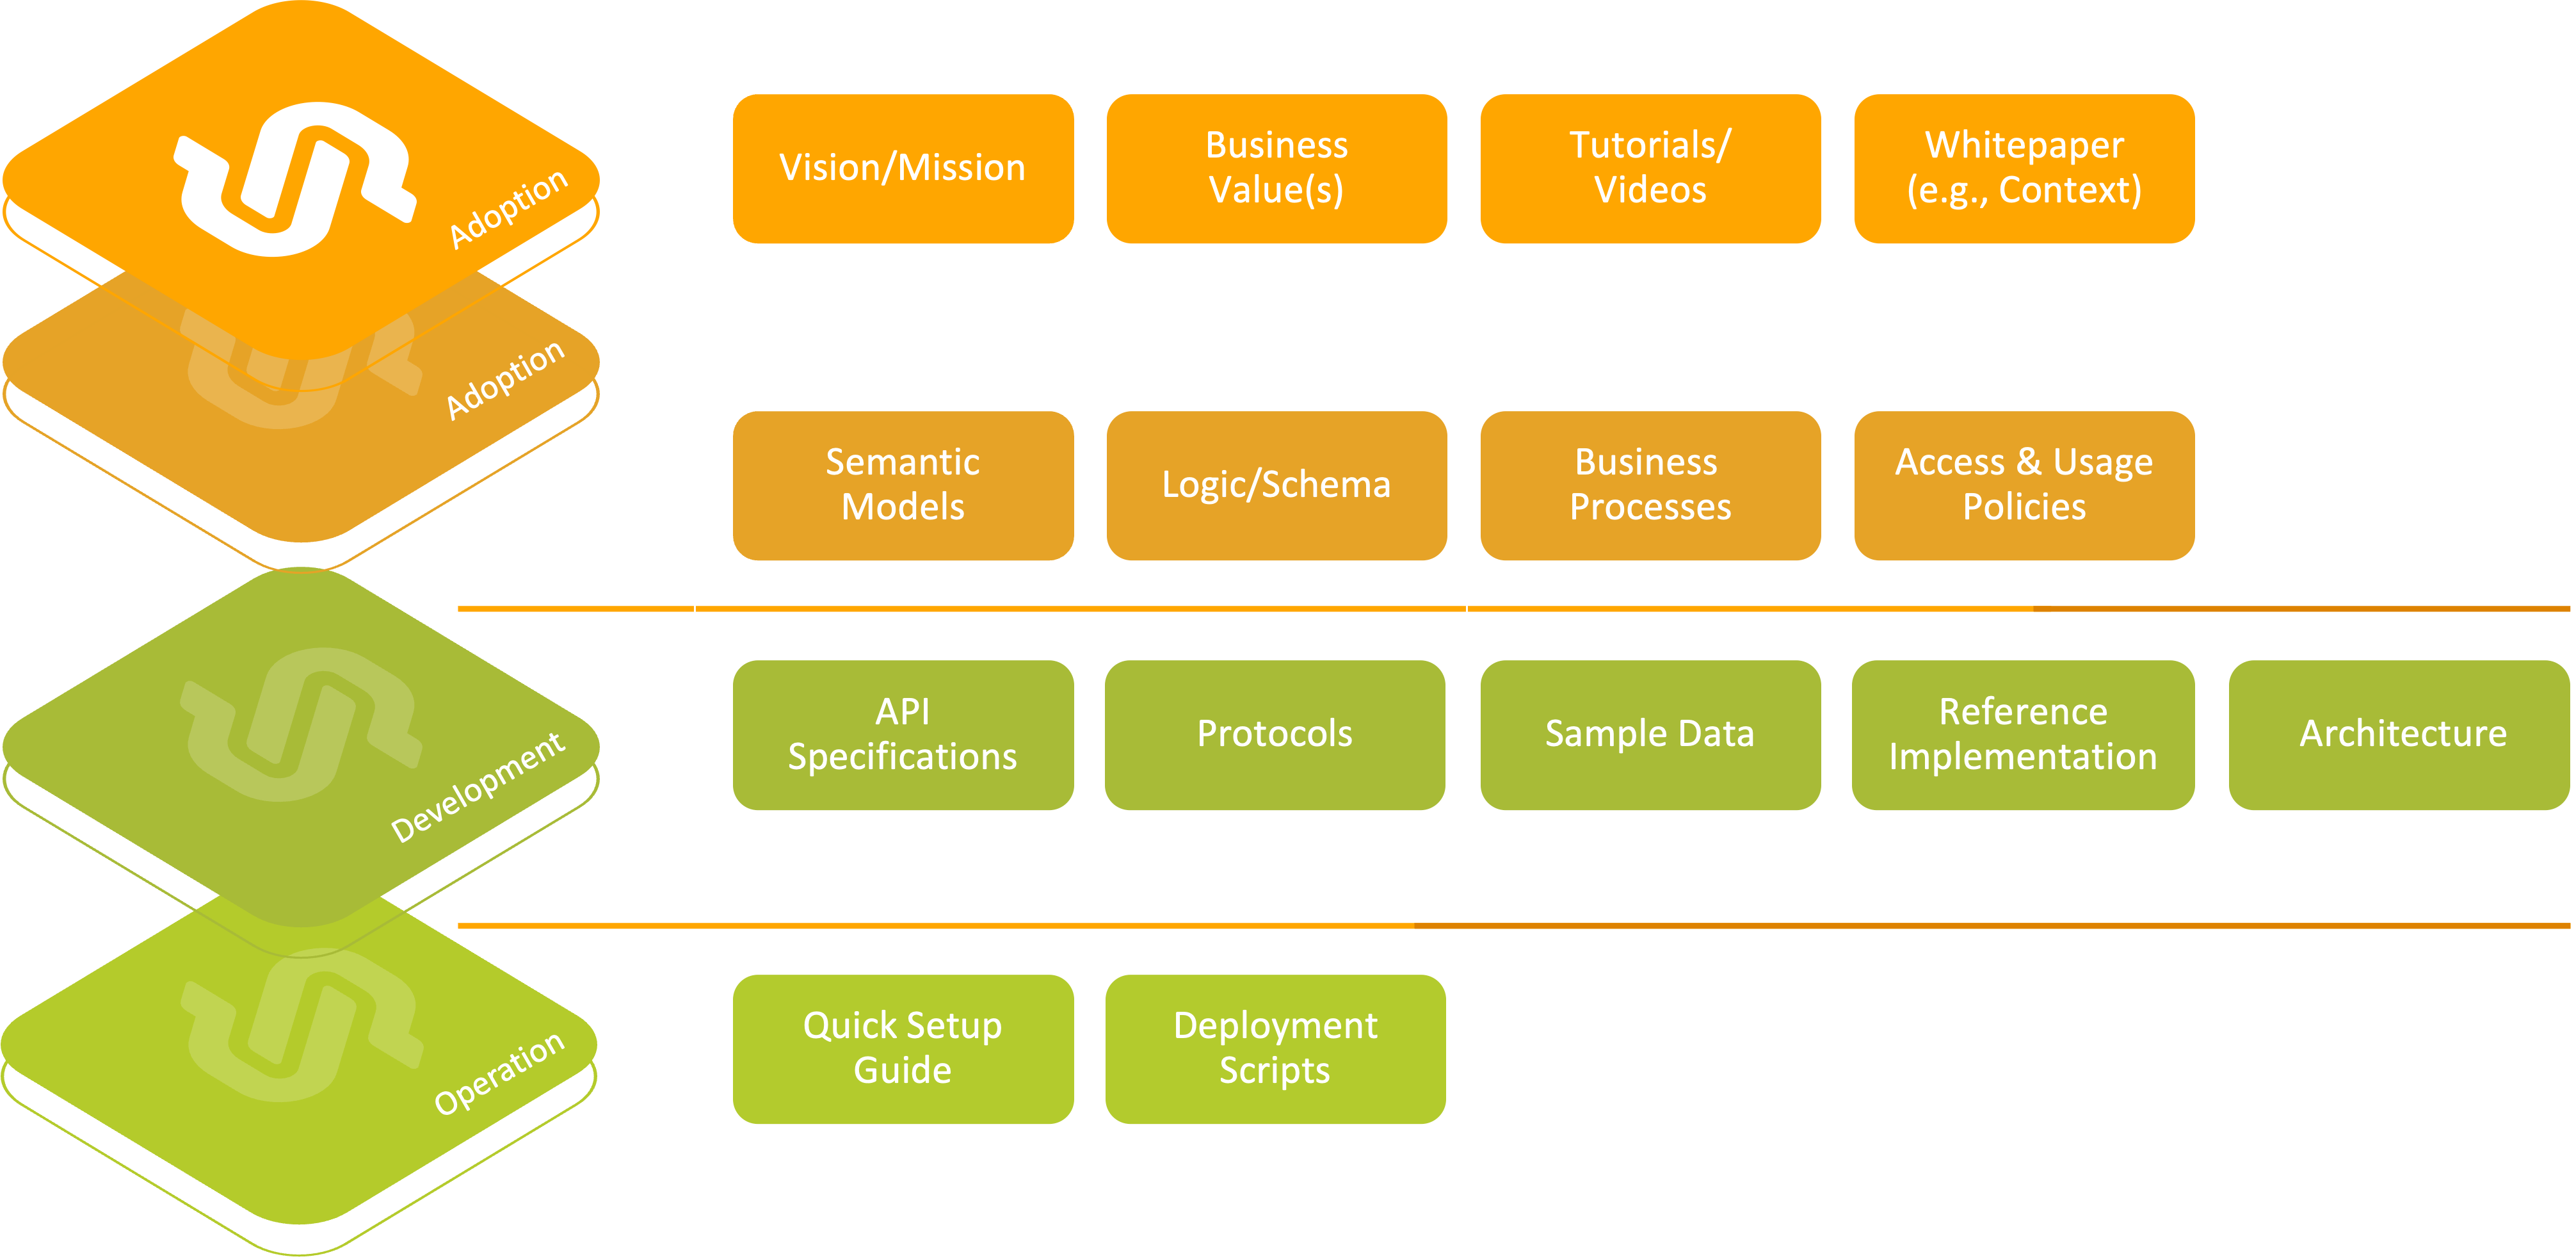 Adoption
Vision/Mission
Business
Value(s)
Tutorials/
Videos
Whitepaper
(e.g., Context)
Adoption
Semantic
Models
Logic/Schema
Business
Processes
Access & Usage
Policies
Development
API
Specifications
Protocols
Sample Data
Reference
Implementation
Architecture
Operation
Quick Setup
Guide
Deployment
Scripts